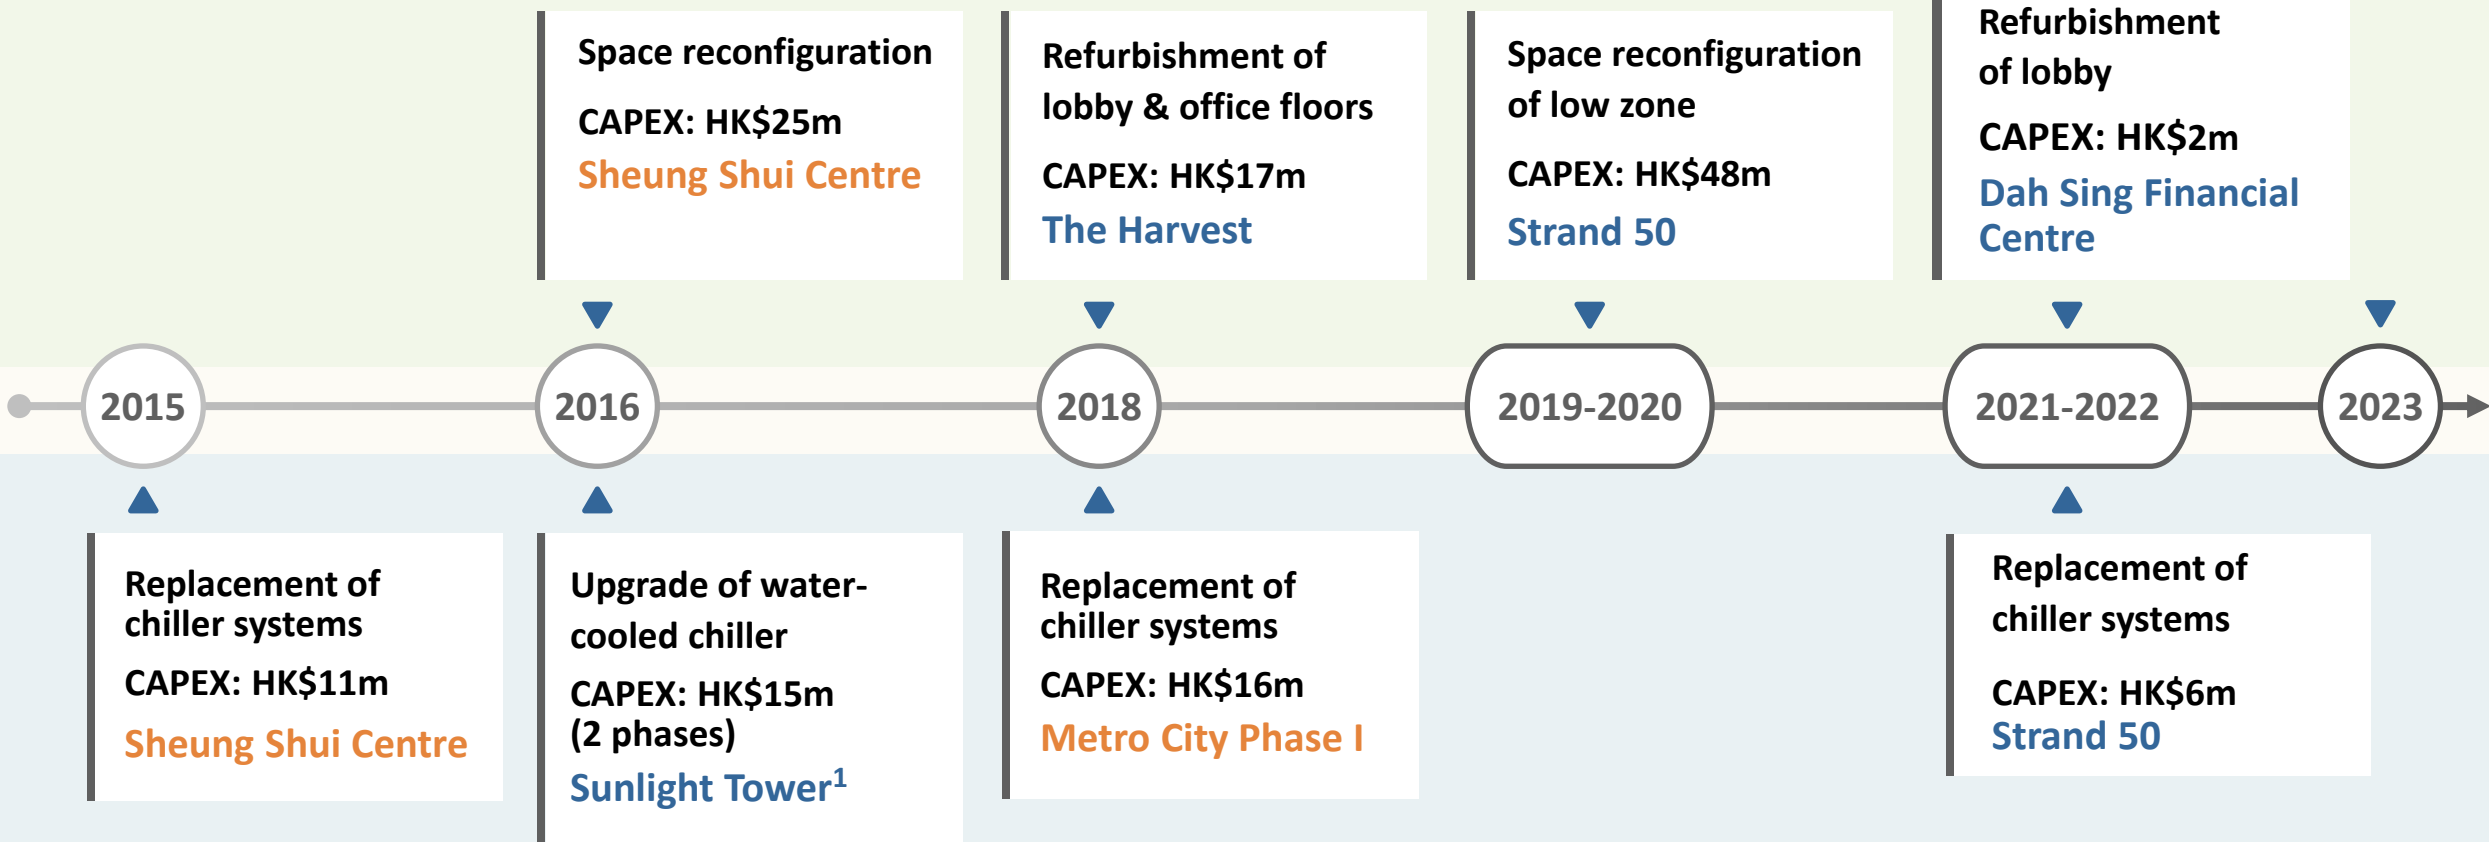 Space reconfiguration
CAPEX: HK$25m
Sheung Shui Centre
Refurbishment of
lobby & office floors
CAPEX: HK$17m
The Harvest
Space reconfiguration
of low zone
CAPEX: HK$48m
Strand 50
Refurbishment
of lobby
CAPEX: HK$2m
Dah Sing Financial
Centre
2015
2016
2018
2019-2020
2021-2022
2023
Replacement of
chiller systems
CAPEX: HK$11m
Sheung Shui Centre
Upgrade of water-
cooled chiller
CAPEX: HK$15m
(2 phases)
Sunlight Tower¹
Replacement of
chiller systems
CAPEX: HK$16m
Metro City Phase I
Replacement of
chiller systems
CAPEX: HK$6m
Strand 50